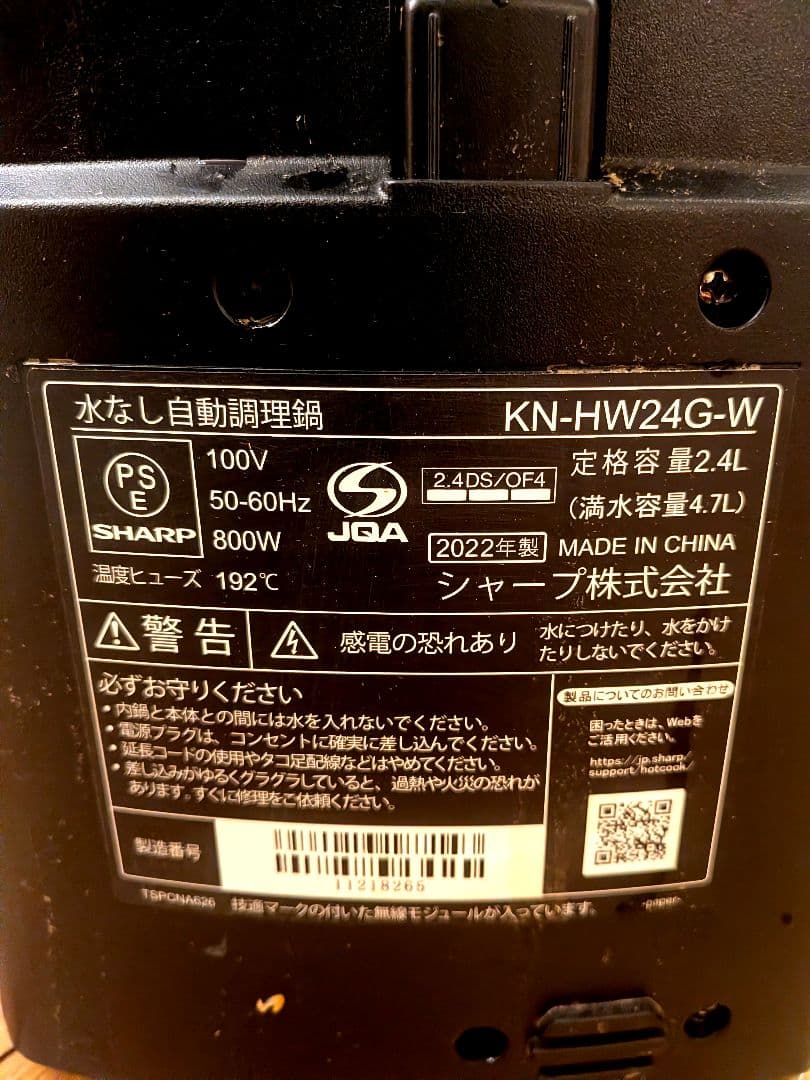 水なし自動調理鍋 KN-HW24G-W
PSE
SHARP
100V
50-60Hz
800W
JQA
2.4DS/OF4
定格容量2.4L
(満水容量4.7L)
2022年製 MADE IN CHINA
温度ヒューズ 192℃
シャープ株式会社
警告
感電の恐れあり
水につけたり、水をかけ
たりしないでください。
必ずお守りください
・内鍋と本体との間には水を入れないでください。
・電源プラグは、コンセントに確実に差し込んでください。
・延長コードの使用やタコ足配線などはやめてください。
・差し込みがゆるくグラグラしていると、過熱や火災の恐れが
あります。すぐに修理をご依頼ください。
製品についてのお問い合わせ
困ったときは、Webを
ご活用ください。
https://jp.sharp/
support/hotcook/
製造番号
11218265
TSPCNA626 技適マークの付いた無線モジュールが入っています。 -paper-